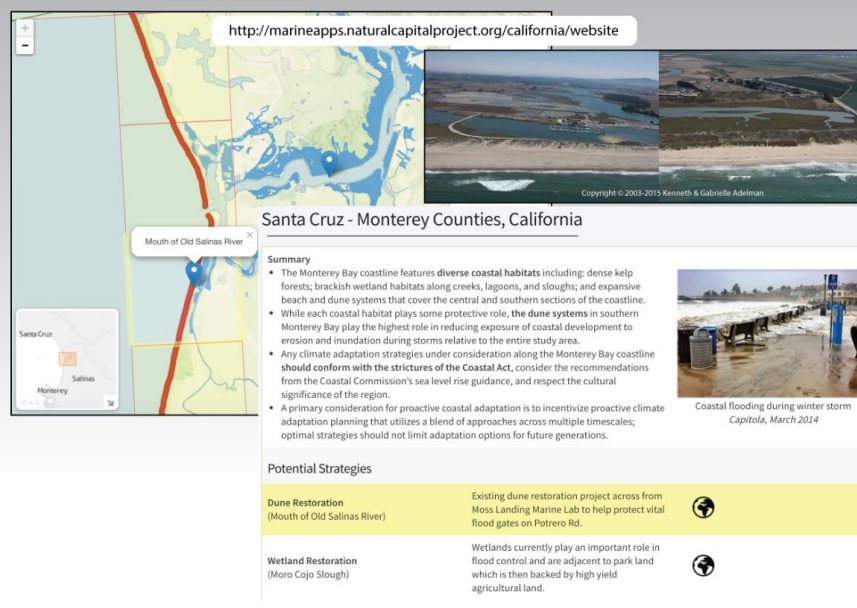 http://marineapps.naturalcapitalproject.org/california/website
+
−
Copyright © 2003-2015 Kenneth & Gabrielle Adelman
Mouth of Old Salinas River
×
Santa Cruz
Salinas
Monterey
Santa Cruz - Monterey Counties, California
Summary
• The Monterey Bay coastline features diverse coastal habitats including: dense kelp
forests; brackish wetland habitats along creeks, lagoons, and sloughs; and expansive
beach and dune systems that cover the central and southern sections of the coastline.
• While each coastal habitat plays some protective role, the dune systems in southern
Monterey Bay play the highest role in reducing exposure of coastal development to
erosion and inundation during storms relative to the entire study area.
• Any climate adaptation strategies under consideration along the Monterey Bay coastline
should conform with the strictures of the Coastal Act, consider the recommendations
from the Coastal Commission's sea level rise guidance, and respect the cultural
significance of the region.
• A primary consideration for proactive coastal adaptation is to incentivize proactive climate
adaptation planning that utilizes a blend of approaches across multiple timescales;
optimal strategies should not limit adaptation options for future generations.
Coastal flooding during winter storm
Capitola, March 2014
Potential Strategies
Dune Restoration
(Mouth of Old Salinas River)
Existing dune restoration project across from
Moss Landing Marine Lab to help protect vital
flood gates on Potrero Rd.
Wetland Restoration
(Moro Cojo Slough)
Wetlands currently play an important role in
flood control and are adjacent to park land
which is then backed by high yield
agricultural land.